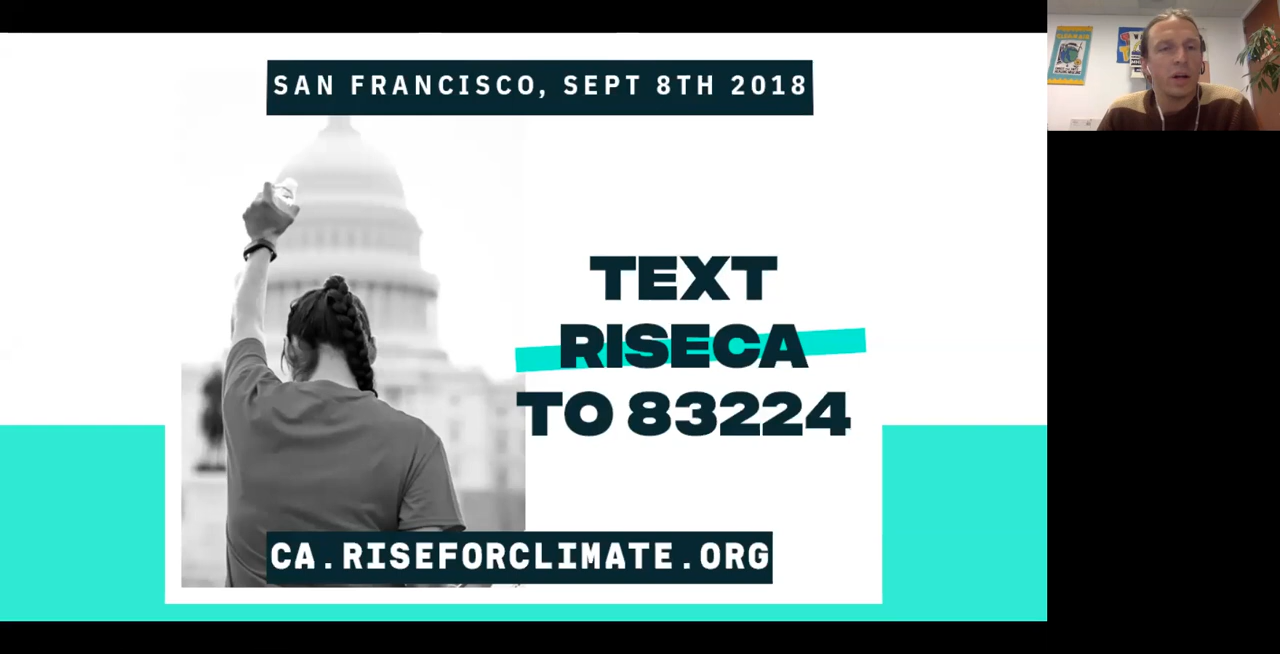 SAN FRANCISCO, SEPT 8TH 2018
TEXT
RISECA
TO 83224
CA.RISEFORCLIMATE.ORG